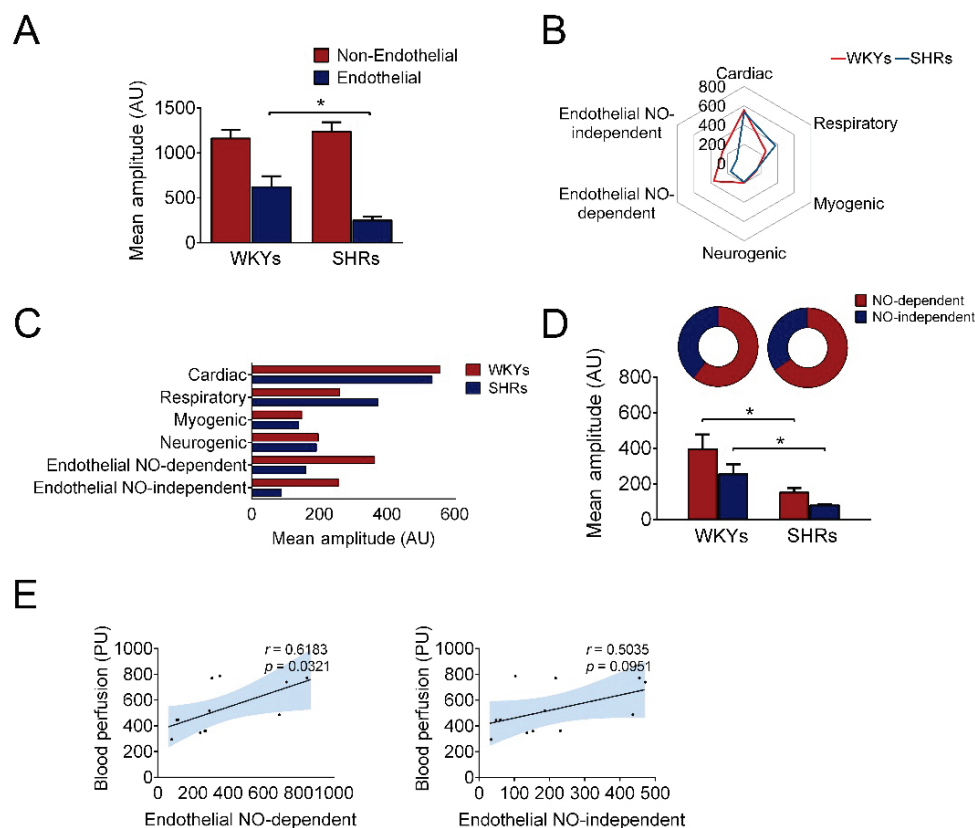 A
Non-Endothelial
Endothelial
Mean amplitude (AU)
1500
1000
500
0
*
WKYs
SHRs
B
WKYs
SHRs
Cardiac
800
600
400
200
0
Respiratory
Myogenic
Neurogenic
Endothelial NO-
dependent
Endothelial NO-
independent
C
WKYs
SHRs
Cardiac
Respiratory
Myogenic
Neurogenic
Endothelial NO-dependent
Endothelial NO-independent
0
200
400
600
Mean amplitude (AU)
D
NO-dependent
NO-independent
Mean amplitude (AU)
800
600
400
200
0
*
*
WKYs
SHRs
E
Blood perfusion (PU)
1000
800
600
400
200
0
r = 0.6183
p = 0.0321
0 200 400 600 800 1000
Endothelial NO-dependent
Blood perfusion (PU)
1000
800
600
400
200
0
r = 0.5035
p = 0.0951
0 100 200 300 400 500
Endothelial NO-independent